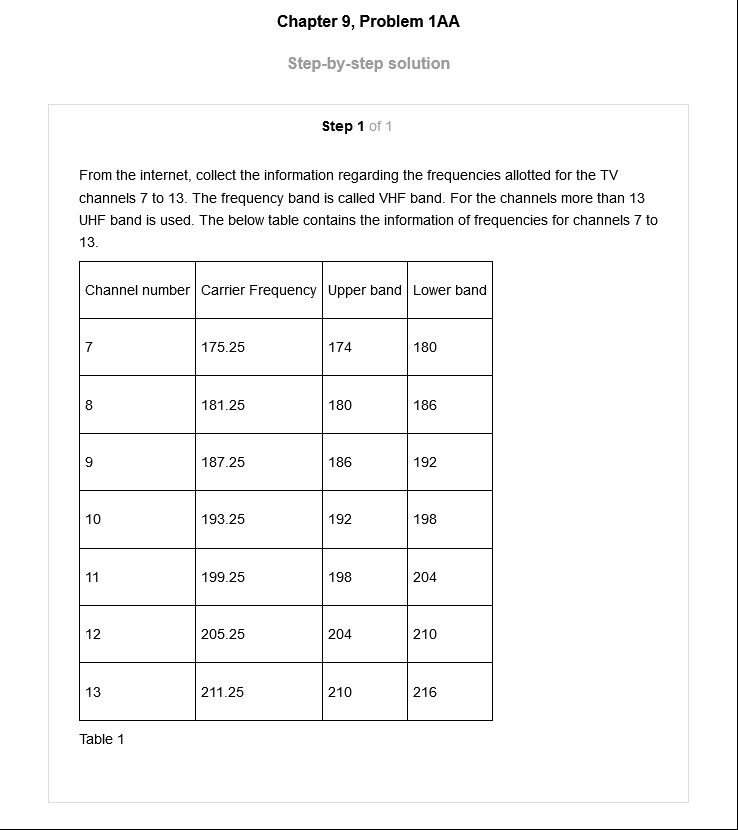 Chapter 9, Problem 1AA
Step-by-step solution
Step 1 of 1
From the internet, collect the information regarding the frequencies allotted for the TV
channels 7 to 13. The frequency band is called VHF band. For the channels more than 13
UHF band is used. The below table contains the information of frequencies for channels 7 to
13.
Channel number Carrier Frequency Upper band Lower band
7 175.25 174 180
8 181.25 180 186
9 187.25 186 192
10 193.25 192 198
11 199.25 198 204
12 205.25 204 210
13 211.25 210 216
Table 1